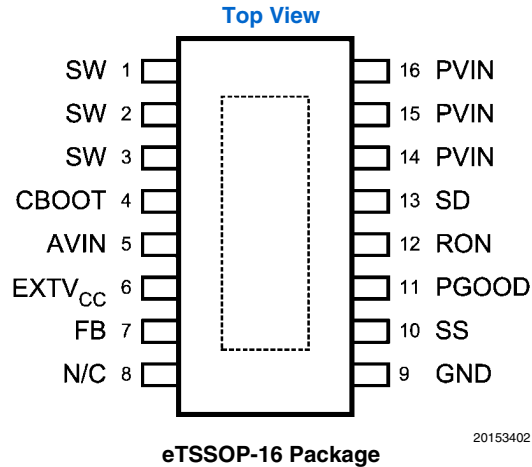 Top View
SW 1 16 PVIN
SW 2 15 PVIN
SW 3 14 PVIN
CBOOT 4 13 SD
AVIN 5 12 RON
EXTVCC 6 11 PGOOD
FB 7 10 SS
N/C 8 9 GND
20153402
eTSSOP-16 Package